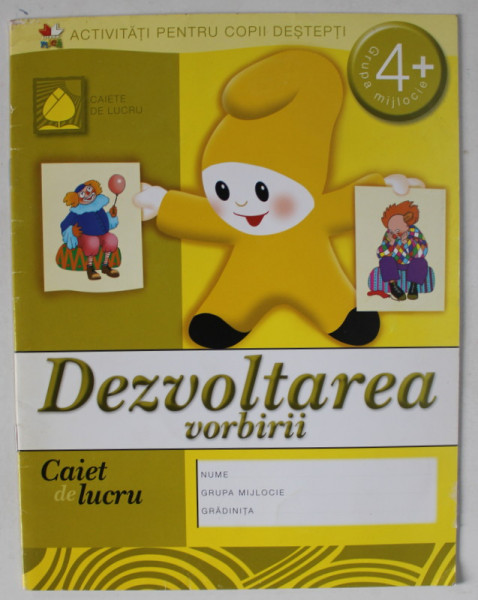 ACTIVITĂȚI PENTRU COPII DEȘTEPȚI
4+
Grupa mijlocie
CAIETE
DE LUCRU
Dezvoltarea
vorbirii
Caiet
de lucru
NUME
GRUPA MIJLOCIE
GRĂDINIȚA